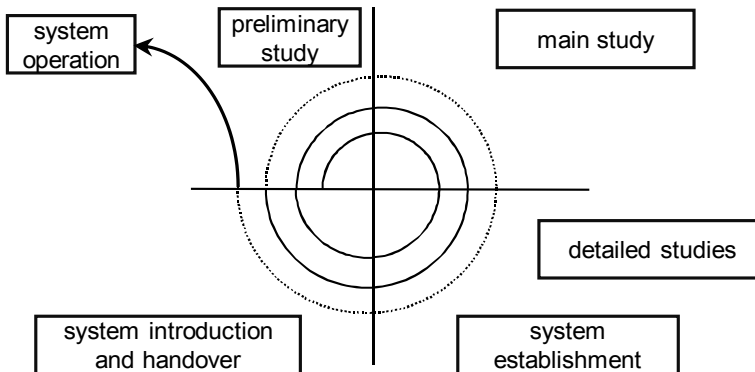 system
operation
preliminary
study
main study
detailed studies
system introduction
and handover
system
establishment